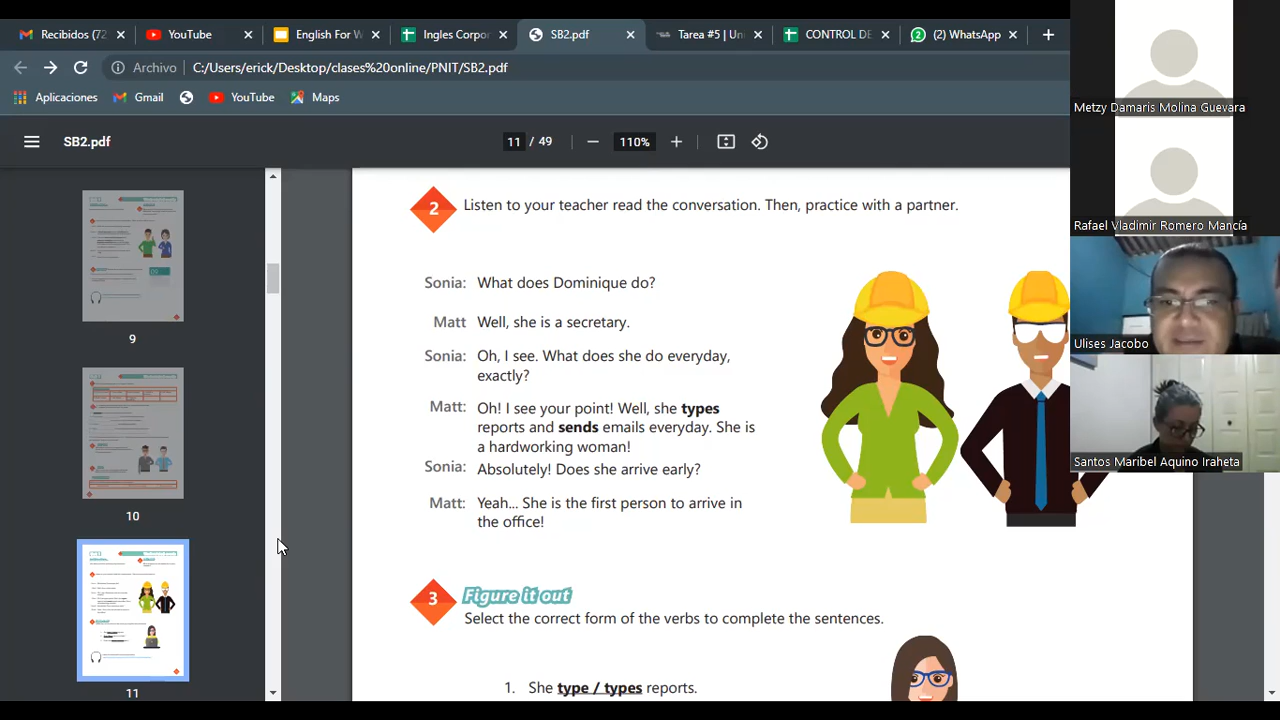 Recibidos (72
YouTube
English For W
Ingles Corpor
SB2.pdf
Tarea #5 | Un
CONTROL DE
(2) WhatsApp
Archivo
C:/Users/erick/Desktop/clases%20online/PNIT/SB2.pdf
Aplicaciones
Gmail
YouTube
Maps
SB2.pdf
11 / 49
110%
9
10
11
2
Listen to your teacher read the conversation. Then, practice with a partner.
Sonia: What does Dominique do?
Matt Well, she is a secretary.
Sonia: Oh, I see. What does she do everyday,
exactly?
Matt: Oh! I see your point! Well, she types
reports and sends emails everyday. She is
a hardworking woman!
Sonia: Absolutely! Does she arrive early?
Matt: Yeah... She is the first person to arrive in
the office!
3
Figure it out
Select the correct form of the verbs to complete the sentences.
1. She type / types reports.
Metzy Damaris Molina Guevara
Rafael Vladimir Romero Mancía
Ulises Jacobo
Santos Maribel Aquino Iraheta